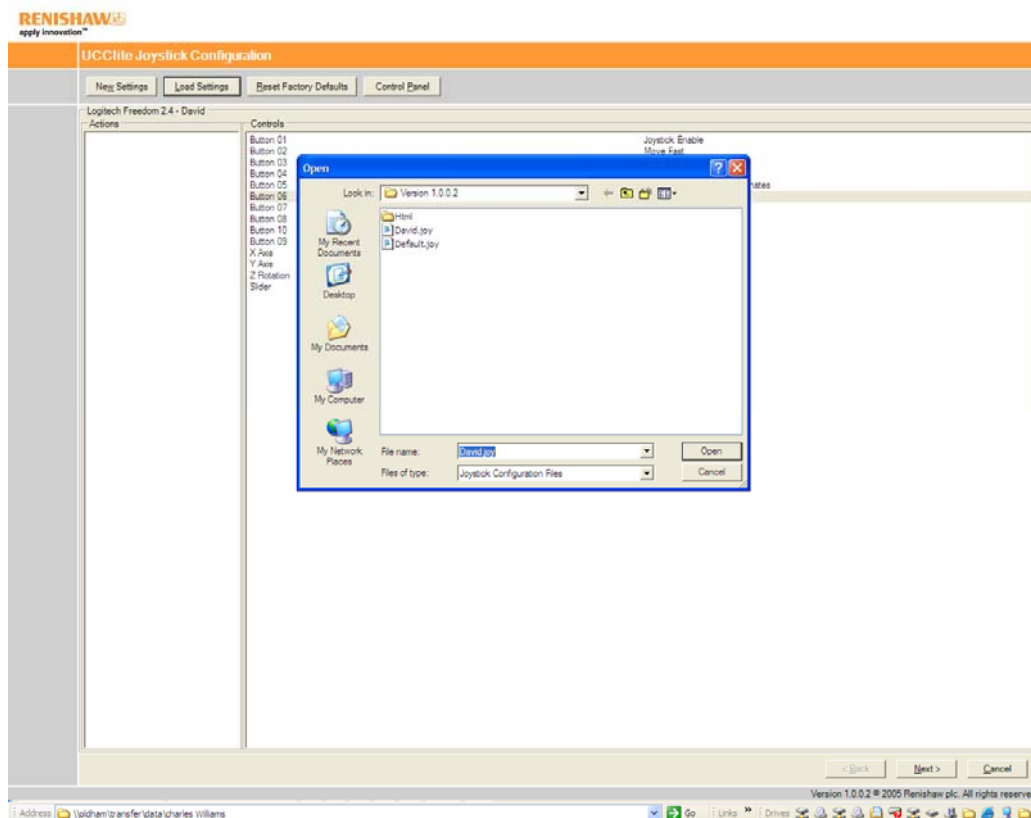 RENISHAW
apply innovation™
UCClite Joystick Configuration
New Settings
Load Settings
Reset Factory Defaults
Control Panel
Logitech Freedom 2.4 - David
Actions
Controls
Button 01
Joystick Enable
Button 02
Move Fast
Button 03
Button 04
Button 05
nates
Button 06
Button 07
Button 08
Button 10
Button 09
X Axis
Y Axis
Z Rotation
Slider
Open
Look in:
Version 1.0.0.2
My Recent Documents
Desktop
My Documents
My Computer
My Network Places
Html
David.joy
Default.joy
File name:
David.joy
Open
Files of type:
Joystick Configuration Files
Cancel
< Back
Next >
Cancel
Version 1.0.0.2 © 2005 Renishaw plc. All rights reserve
Address
\\oldham\transfer\data\charles Williams
Go
Links
Drives